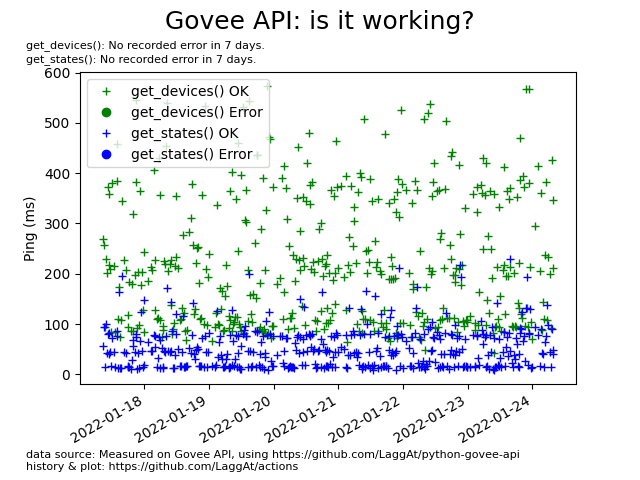 Govee API: is it working?
get_devices(): No recorded error in 7 days.
get_states(): No recorded error in 7 days.
get_devices() OK
get_devices() Error
get_states() OK
get_states() Error
Ping (ms)
600
500
400
300
200
100
0
2022-01-18
2022-01-19
2022-01-20
2022-01-21
2022-01-22
2022-01-23
2022-01-24
data source: Measured on Govee API, using https://github.com/LaggAt/python-govee-api
history & plot: https://github.com/LaggAt/actions